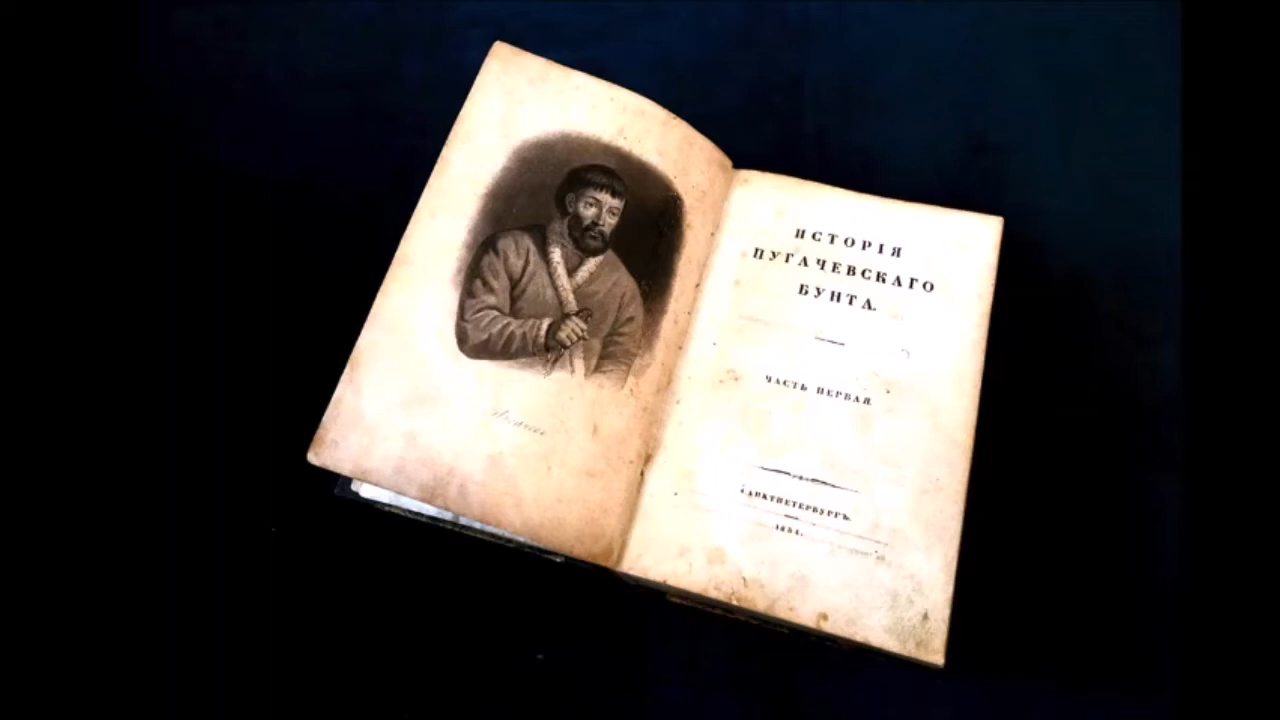 ИСТОРІЯ
ПУГАЧЕВСКАГО
БУНТА.
ЧАСТЬ ПЕРВАЯ
САНКТПЕТЕРБУРГЪ.
1834.